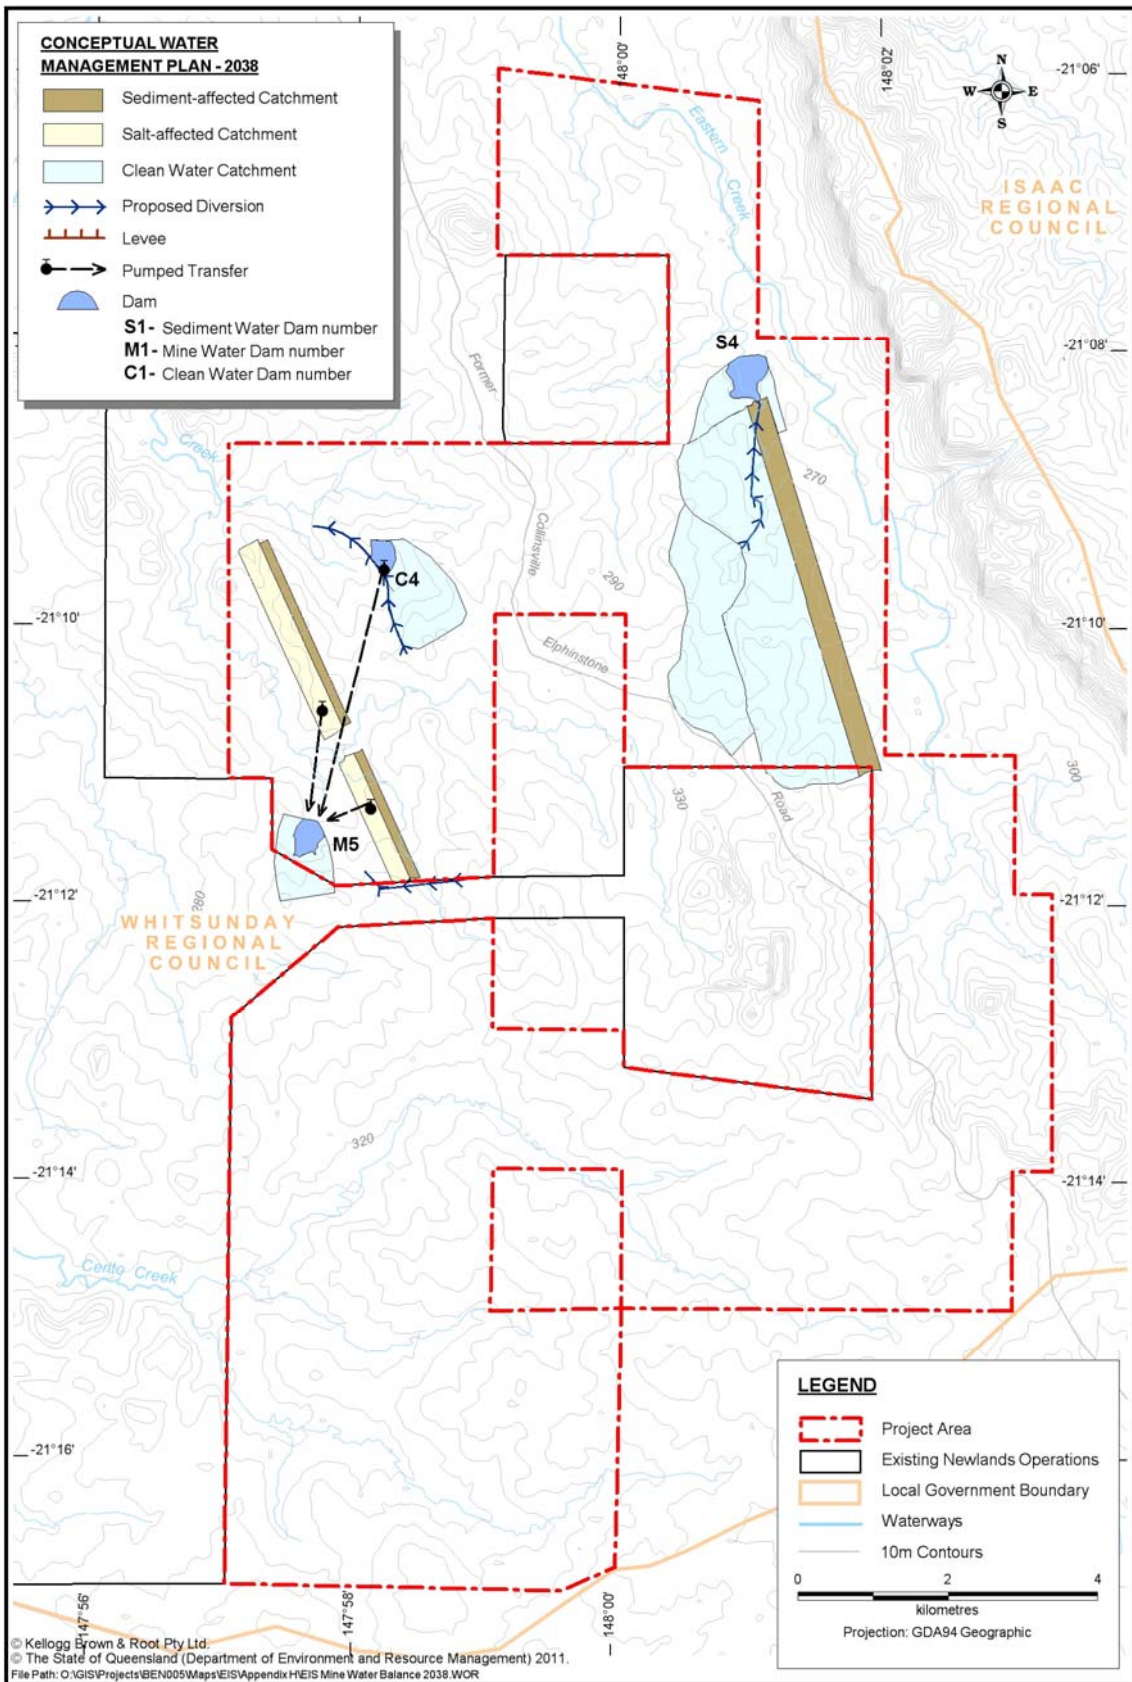 CONCEPTUAL WATER
MANAGEMENT PLAN - 2038
Sediment-affected Catchment
Salt-affected Catchment
Clean Water Catchment
Proposed Diversion
Levee
Pumped Transfer
Dam
S1- Sediment Water Dam number
M1- Mine Water Dam number
C1- Clean Water Dam number
148°00'
148°02'
-21°06'
N
W E
S
Eastern
Creek
ISAAC
REGIONAL
COUNCIL
S4
-21°08'
Former
Creek
270
Collinsville
C4
290
-21°10'
-21°10'
Elphinstone
330
Road
300
M5
280
-21°12'
-21°12'
WHITSUNDAY
REGIONAL
COUNCIL
320
-21°14'
-21°14'
Cento Creek
-21°16'
LEGEND
Project Area
Existing Newlands Operations
Local Government Boundary
Waterways
10m Contours
0 2 4
kilometres
Projection: GDA94 Geographic
147°56'
147°58'
148°00'
© Kellogg Brown & Root Pty Ltd.
© The State of Queensland (Department of Environment and Resource Management) 2011.
File Path: O:\GIS\Projects\BEN005\Maps\EIS\Appendix H\EIS Mine Water Balance 2038.WOR